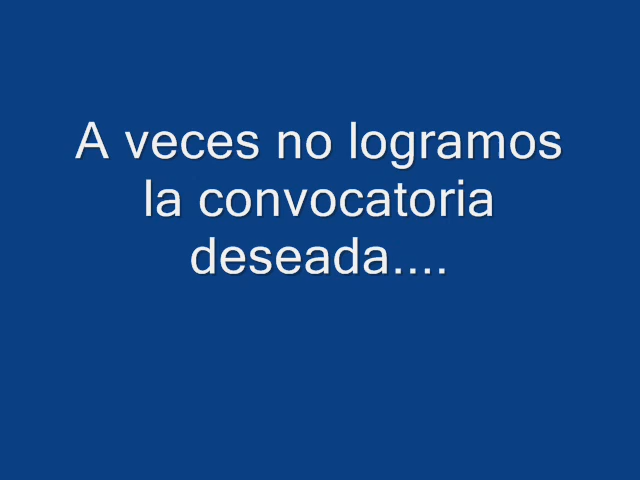 A veces no logramos
la convocatoria
deseada....